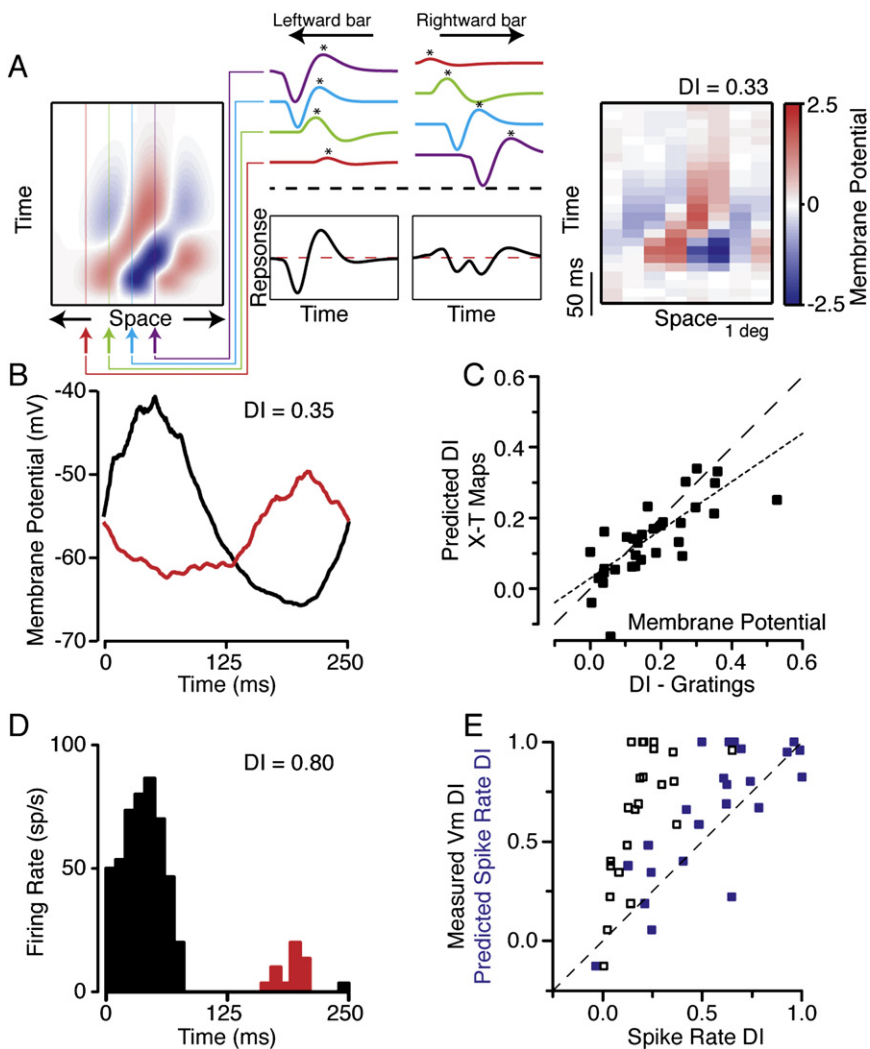 A
Leftward bar
Rightward bar
* * * *
* * * *
Time
Space
Repsonse
Time
Time
DI = 0.33
Time
50 ms
Space
1 deg
2.5
0
-2.5
Membrane Potential
B
DI = 0.35
Membrane Potential (mV)
-40
-50
-60
-70
0
125
250
Time (ms)
C
Predicted DI
X-T Maps
0.6
0.4
0.2
0.0
Membrane Potential
0.0
0.2
0.4
0.6
DI - Gratings
D
DI = 0.80
Firing Rate (sp/s)
100
50
0
0
125
250
Time (ms)
E
Measured Vm DI
Predicted Spike Rate DI
1.0
0.5
0.0
0.0
0.5
1.0
Spike Rate DI